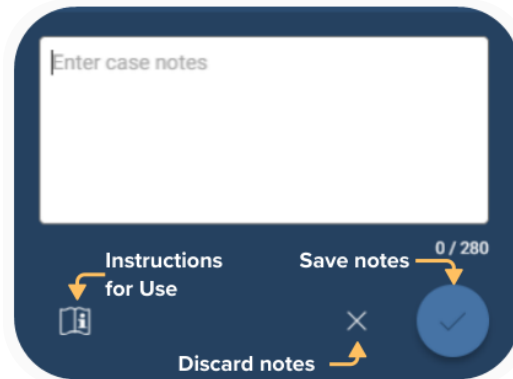 Enter case notes
0 / 280
Instructions
for Use
Save notes
Discard notes